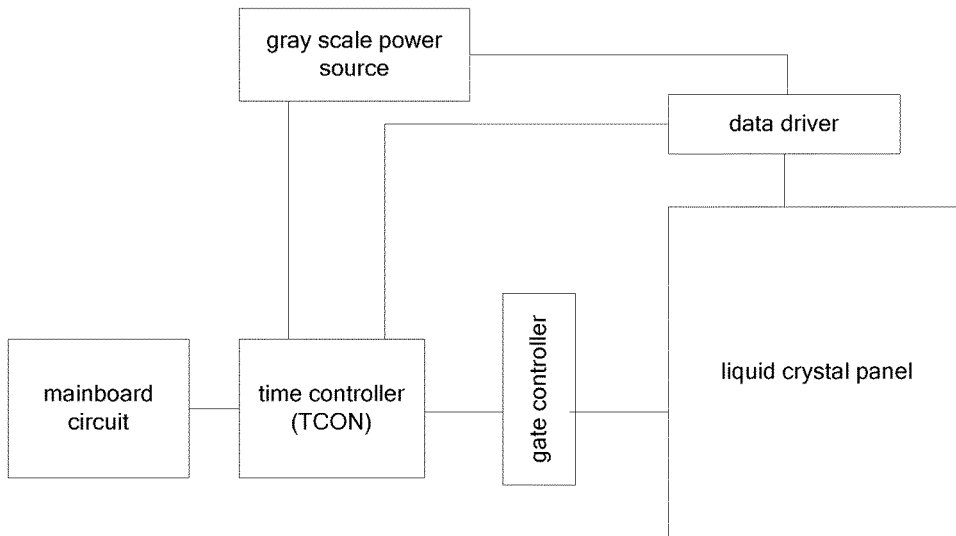 gray scale power
source
data driver
gate controller
liquid crystal panel
mainboard
circuit
time controller
(TCON)